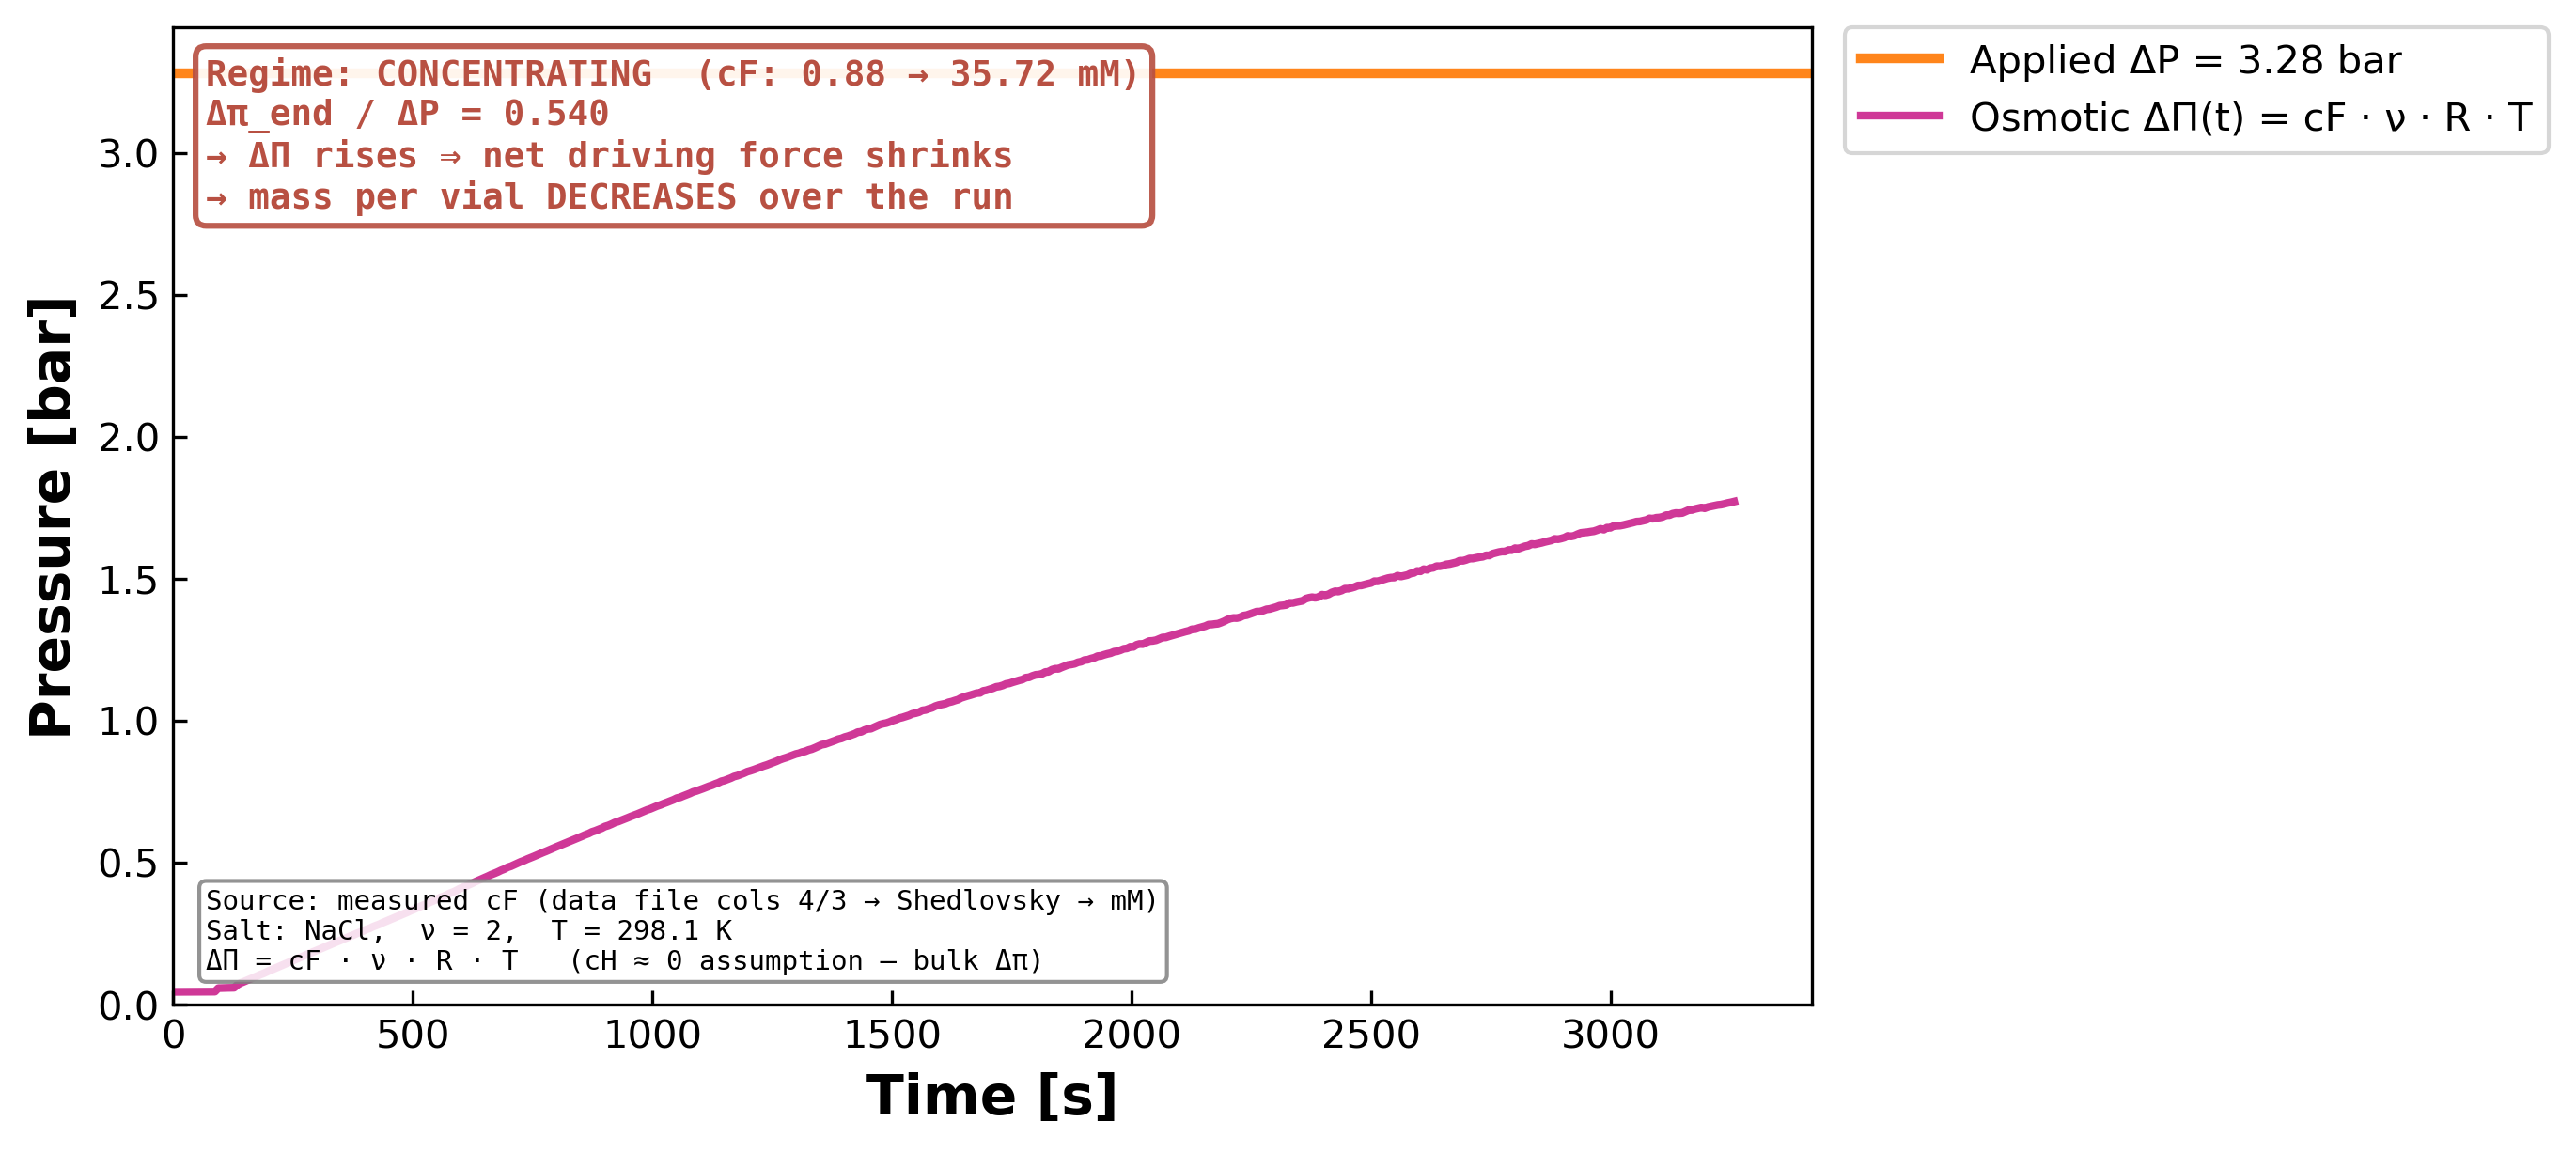 Regime: CONCENTRATING  (cF: 0.88 → 35.72 mM)
Δπ_end / ΔP = 0.540
→ ΔΠ rises ⇒ net driving force shrinks
→ mass per vial DECREASES over the run
Applied ΔP = 3.28 bar
Osmotic ΔΠ(t) = cF · ν · R · T
Pressure [bar]
3.0
2.5
2.0
1.5
1.0
0.5
0.0
Source: measured cF (data file cols 4/3 → Shedlovsky → mM)
Salt: NaCl,  ν = 2,  T = 298.1 K
ΔΠ = cF · ν · R · T   (cH ≈ 0 assumption — bulk Δπ)
0 500 1000 1500 2000 2500 3000
Time [s]